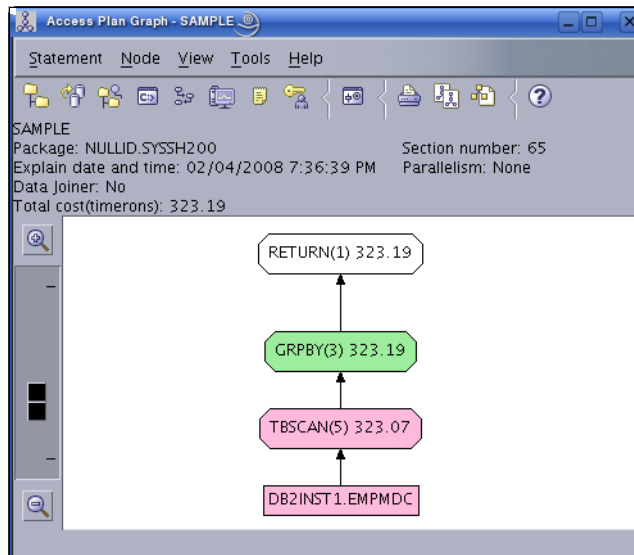 Access Plan Graph - SAMPLE
Statement Node View Tools Help
SAMPLE
Package: NULLID.SYSSH200 Section number: 65
Explain date and time: 02/04/2008 7:36:39 PM Parallelism: None
Data Joiner: No
Total cost(timerons): 323.19
RETURN(1) 323.19
GRPBY(3) 323.19
TBSCAN(5) 323.07
DB2INST1.EMPMDC